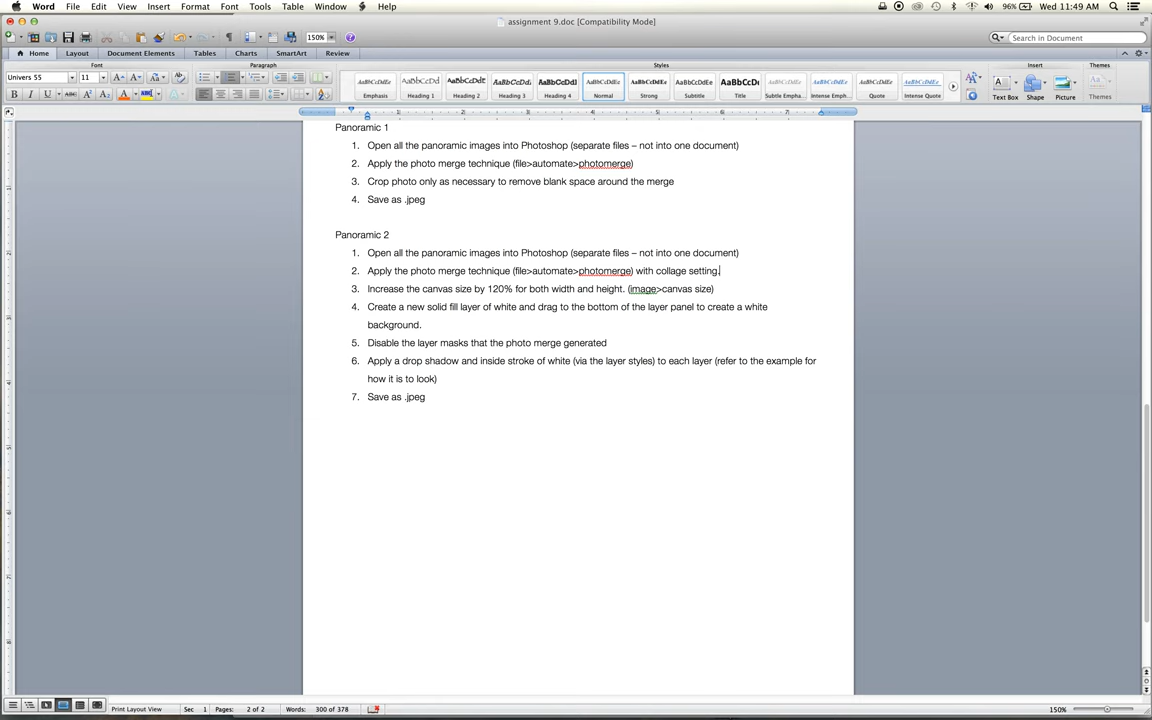 Word File Edit View Insert Format Font Tools Table Window Help 96% Wed 11:49 AM
assignment 9.doc [Compatibility Mode]
150% Search in Document
Home Layout Document Elements Tables Charts SmartArt Review
Font Paragraph Styles Insert Themes
Univers 55 11
AaBbCcDdEe AaBbCcDd AaBbCcDdE AaBbCcDdEe AaBbCcDdEe AaBbCcDdEe AaBbCcDdEe AaBbCcDdEe AaBbCcDdEe AaBbCcDdEe AaBbCcDdEe
Emphasis Heading 1 Heading 2 Heading 3 Heading 4 Normal Strong Subtitle Title Subtle Empha... Intense Emph... Quote Intense Quote Text Box Shape Picture Themes
Panoramic 1
1. Open all the panoramic images into Photoshop (separate files – not into one document)
2. Apply the photo merge technique (file>automate>photomerge)
3. Crop photo only as necessary to remove blank space around the merge
4. Save as .jpeg
Panoramic 2
1. Open all the panoramic images into Photoshop (separate files – not into one document)
2. Apply the photo merge technique (file>automate>photomerge) with collage setting.
3. Increase the canvas size by 120% for both width and height. (image>canvas size)
4. Create a new solid fill layer of white and drag to the bottom of the layer panel to create a white
background.
5. Disable the layer masks that the photo merge generated
6. Apply a drop shadow and inside stroke of white (via the layer styles) to each layer (refer to the example for
how it is to look)
7. Save as .jpeg
Print Layout View Sec 1 Pages: 2 of 2 Words: 300 of 378 150%